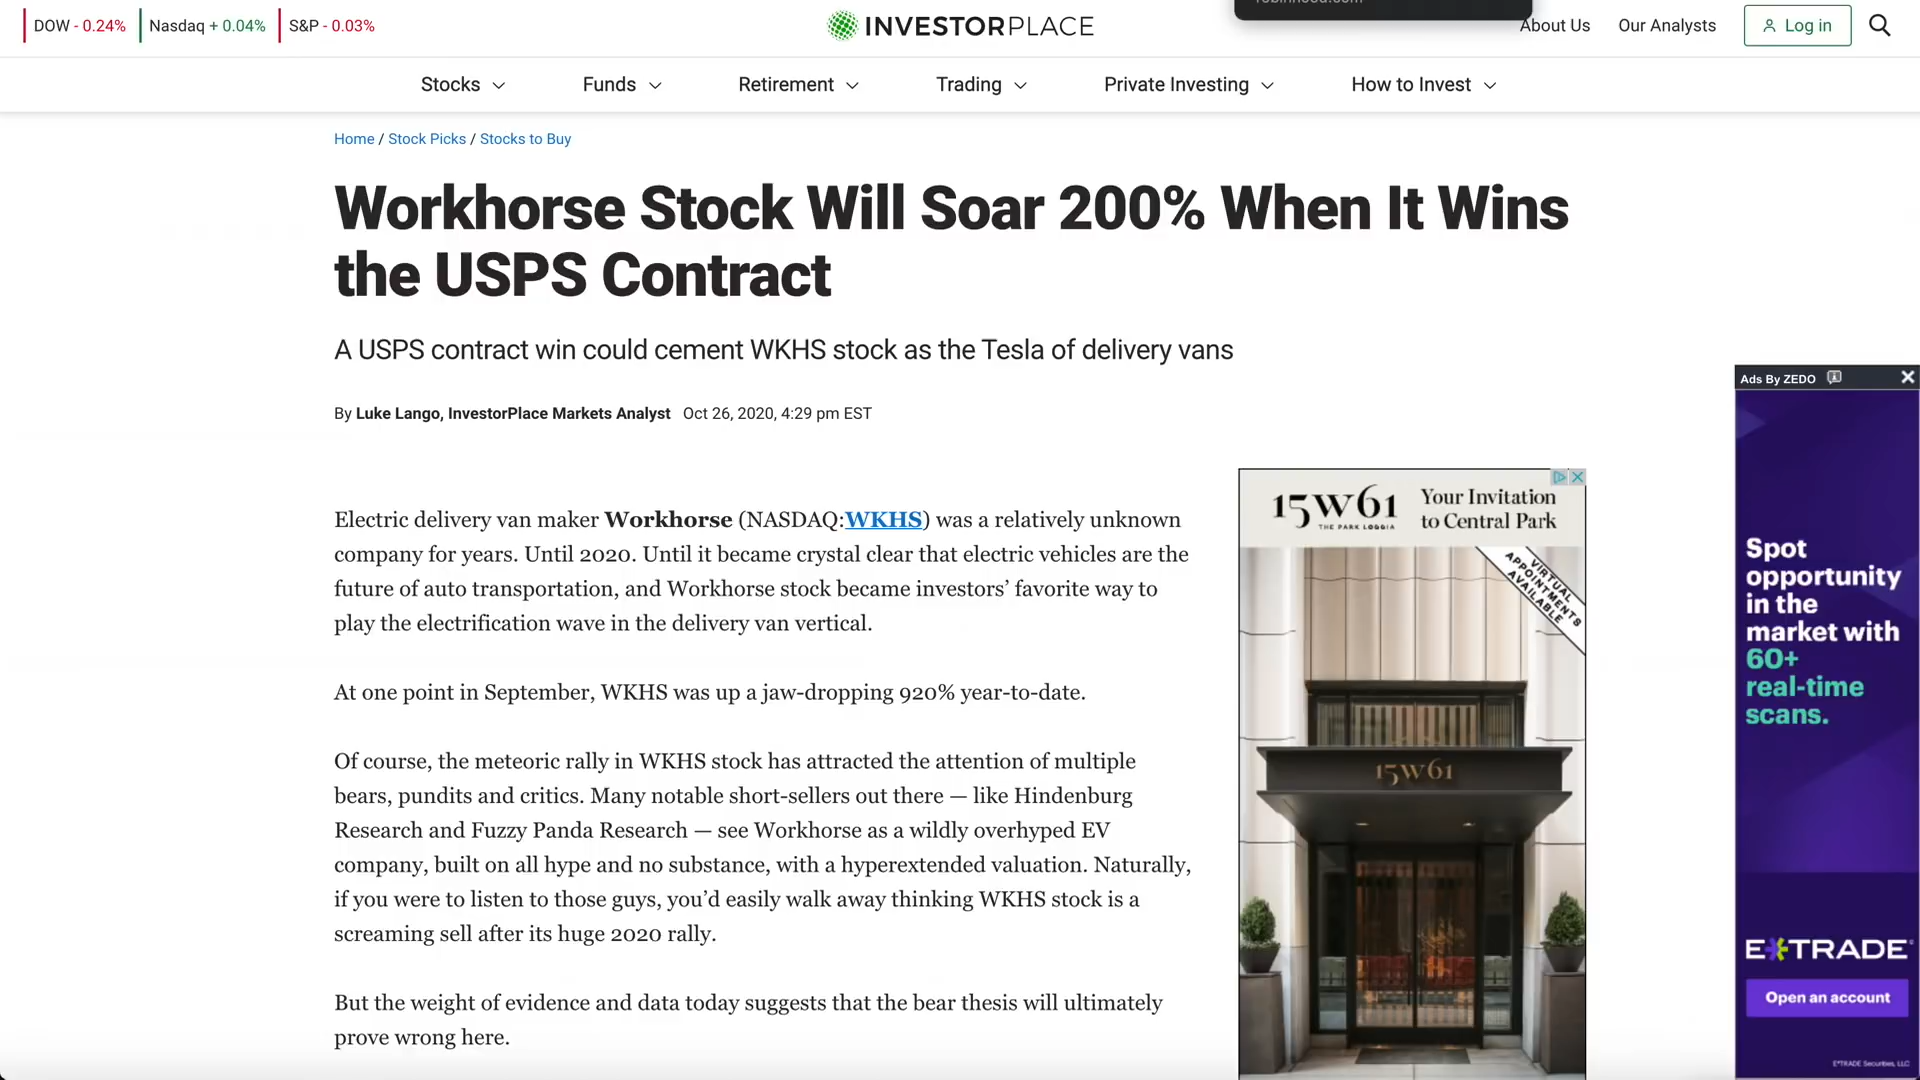 DOW - 0.24%
Nasdaq + 0.04%
S&P - 0.03%
INVESTORPLACE
About Us
Our Analysts
Log in
Stocks
Funds
Retirement
Trading
Private Investing
How to Invest
Home / Stock Picks / Stocks to Buy
Workhorse Stock Will Soar 200% When It Wins
the USPS Contract
A USPS contract win could cement WKHS stock as the Tesla of delivery vans
By Luke Lango, InvestorPlace Markets Analyst Oct 26, 2020, 4:29 pm EST
Electric delivery van maker Workhorse (NASDAQ:WKHS) was a relatively unknown
company for years. Until 2020. Until it became crystal clear that electric vehicles are the
future of auto transportation, and Workhorse stock became investors’ favorite way to
play the electrification wave in the delivery van vertical.
At one point in September, WKHS was up a jaw-dropping 920% year-to-date.
Of course, the meteoric rally in WKHS stock has attracted the attention of multiple
bears, pundits and critics. Many notable short-sellers out there — like Hindenburg
Research and Fuzzy Panda Research — see Workhorse as a wildly overhyped EV
company, built on all hype and no substance, with a hyperextended valuation. Naturally,
if you were to listen to those guys, you’d easily walk away thinking WKHS stock is a
screaming sell after its huge 2020 rally.
But the weight of evidence and data today suggests that the bear thesis will ultimately
prove wrong here.
15W61
THE PARK LOGGIA
Your Invitation
to Central Park
VIRTUAL
APPOINTMENTS
AVAILABLE
15W61
Ads By ZEDO
Spot
opportunity
in the
market with
60+
real-time
scans.
E*TRADE
Open an account
E*TRADE Securities, LLC